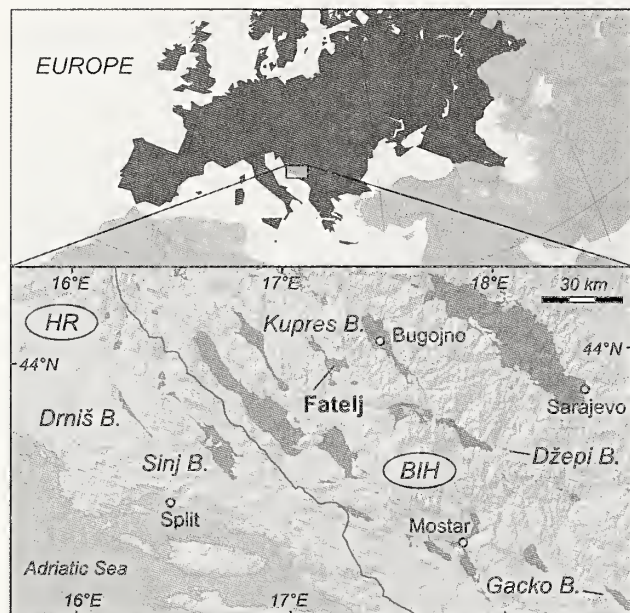 EUROPE
16°E
17°E
18°E
30 km
HR
Kupres B.
Bugojno
44°N
44°N
Fatelj
Sarajevo
Drniš B.
Sinj B.
BIH
Džepi B.
Split
Mostar
Adriatic Sea
Gacko B.
16°E
17°E